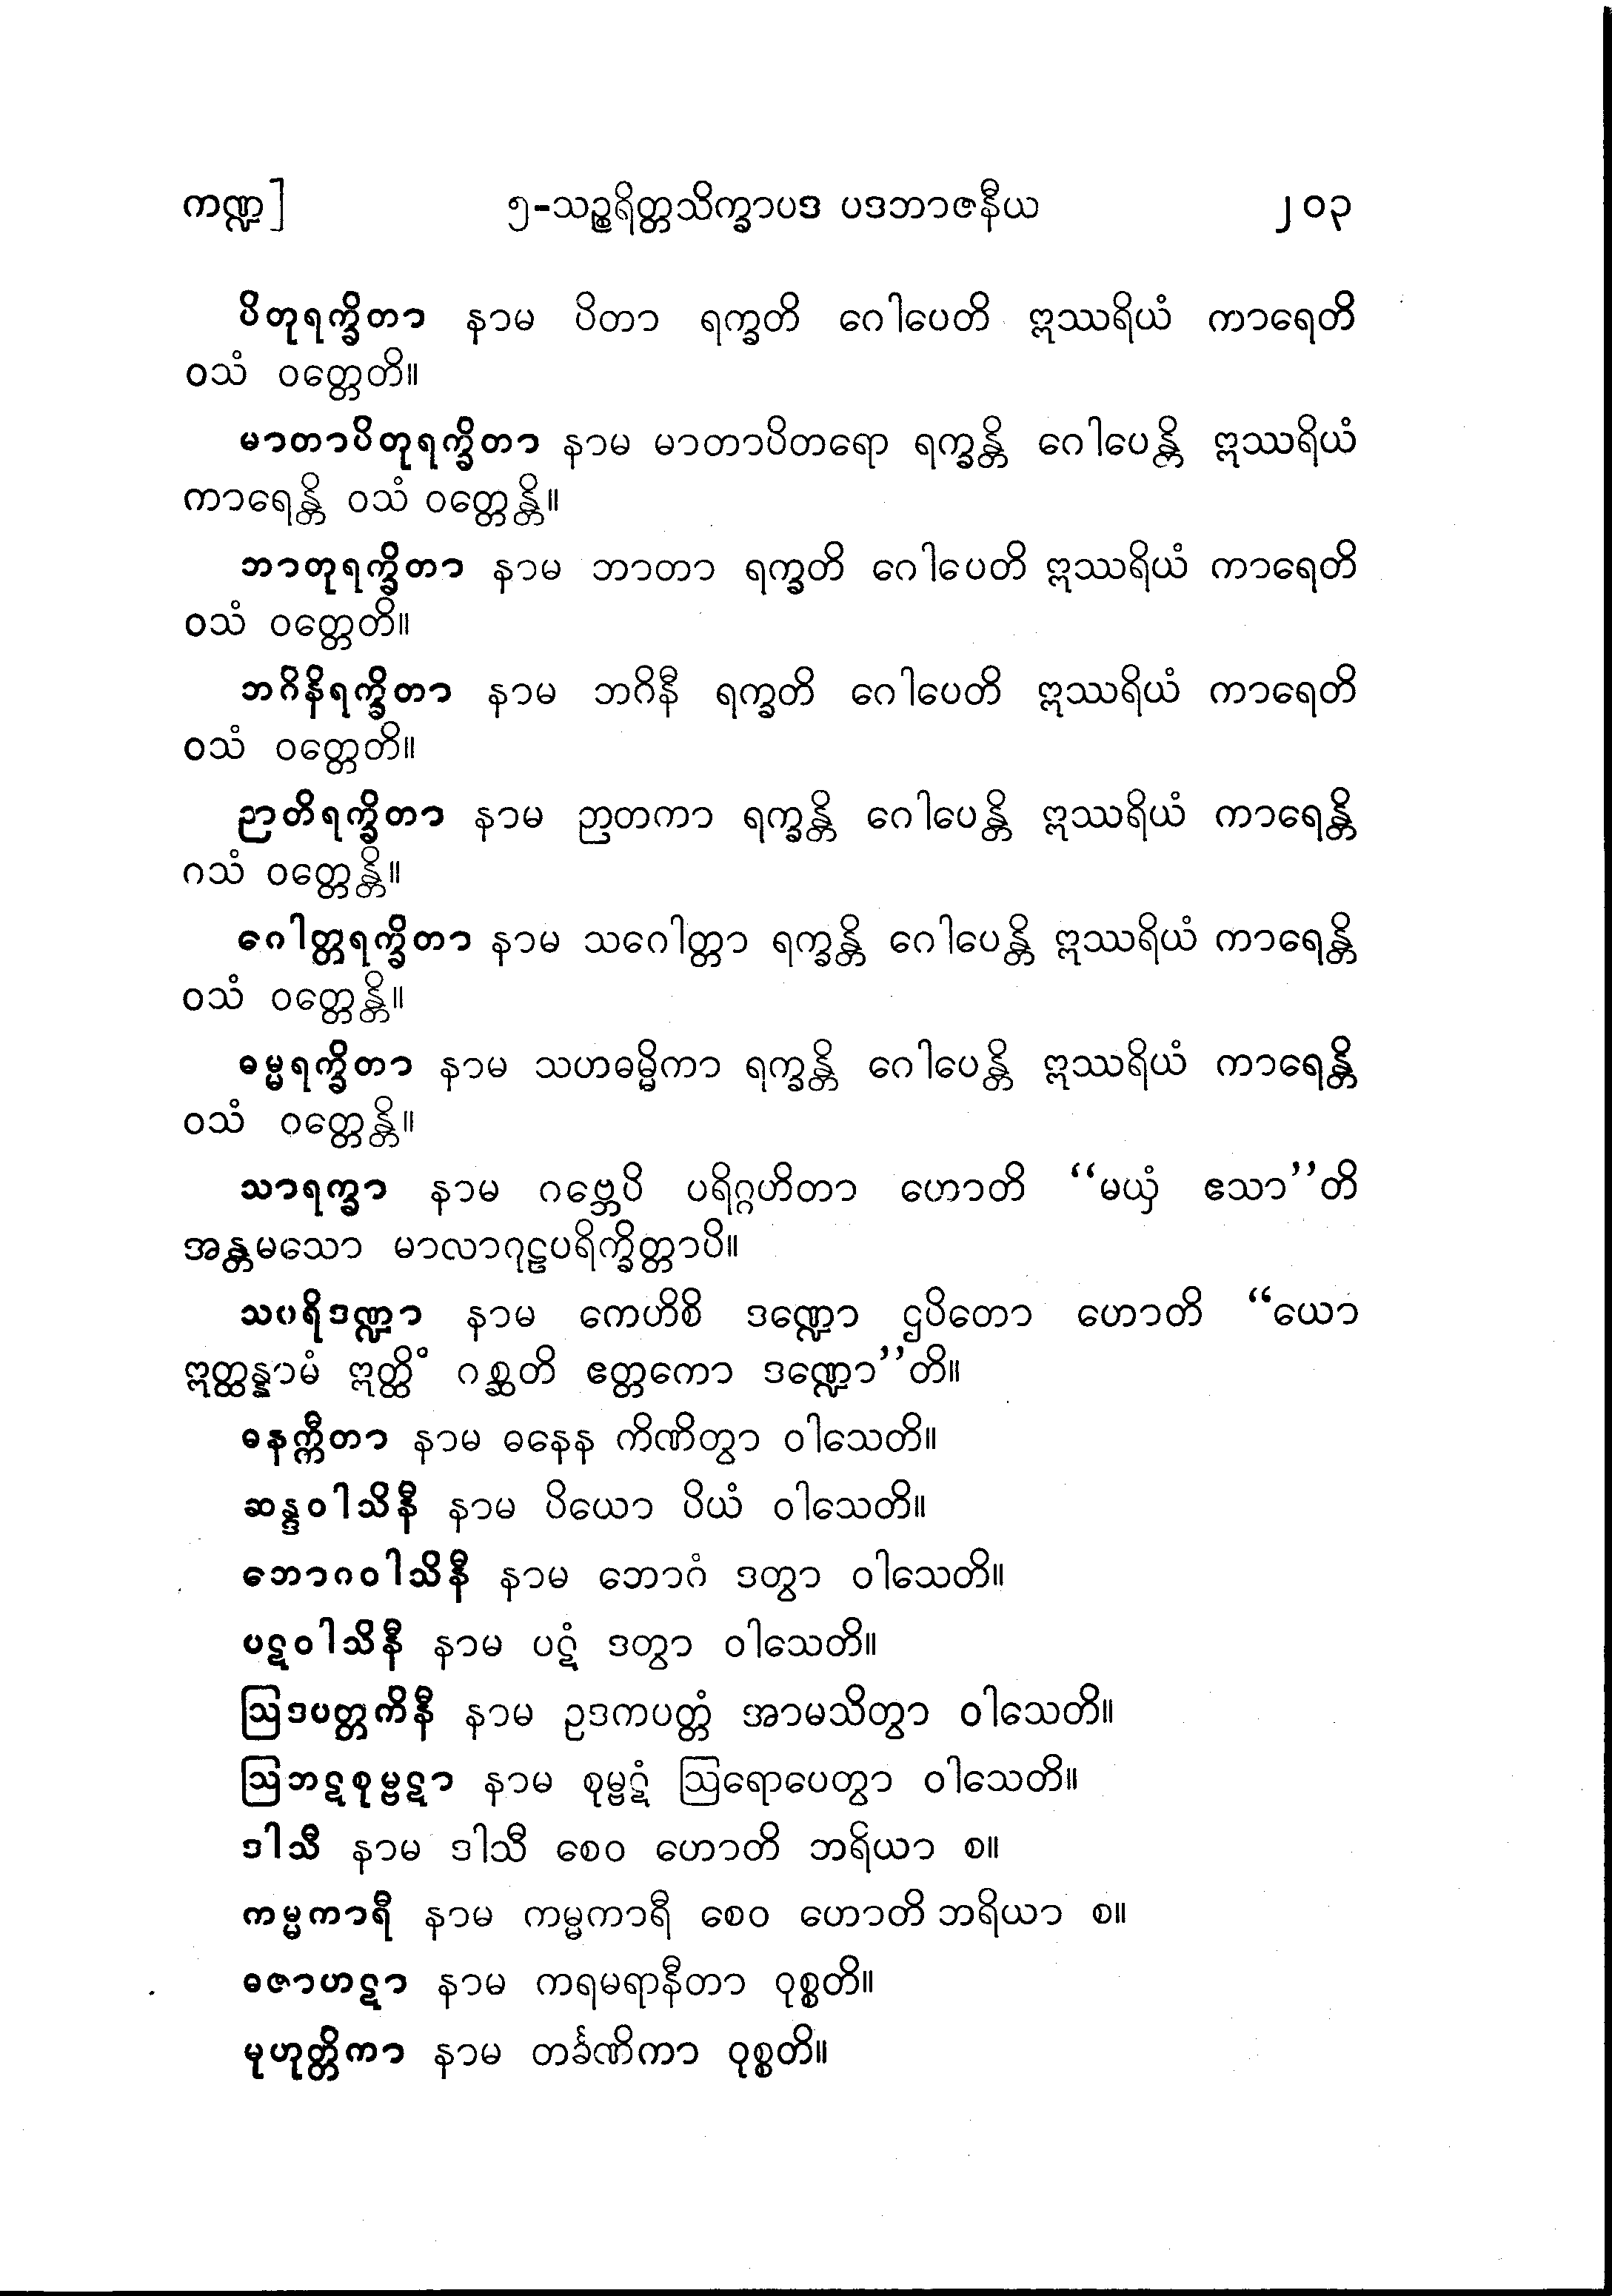 ကဏ္ဍ]	၅-သဉ္စရိတ္တသိက္ခာပဒ ပဒဘာဇနီယ	၂၀၃
ပိတုရက္ခိတာ နာမ ပိတာ ရက္ခတိ ဂေါပေတိ ဣဿရိယံ ကာရေတိ
ဝသံ ဝတ္တေတိ။
မာတာပိတုရက္ခိတာ နာမ မာတာပိတရော ရက္ခန္တိ ဂေါပေန္တိ ဣဿရိယံ
ကာရေန္တိ ဝသံ ဝတ္တေန္တိ။
ဘာတုရက္ခိတာ နာမ ဘာတာ ရက္ခတိ ဂေါပေတိ ဣဿရိယံ ကာရေတိ
ဝသံ ဝတ္တေတိ။
ဘဂိနိရက္ခိတာ နာမ ဘဂိနီ ရက္ခတိ ဂေါပေတိ ဣဿရိယံ ကာရေတိ
ဝသံ ဝတ္တေတိ။
ဉာတိရက္ခိတာ နာမ ဉာတကာ ရက္ခန္တိ ဂေါပေန္တိ ဣဿရိယံ ကာရေန္တိ
ဂသံ ဝတ္တေန္တိ။
ဂေါတ္တရက္ခိတာ နာမ သဂေါတ္တာ ရက္ခန္တိ ဂေါပေန္တိ ဣဿရိယံ ကာရေန္တိ
ဝသံ ဝတ္တေန္တိ။
ဓမ္မရက္ခိတာ နာမ သဟဓမ္မိကာ ရက္ခန္တိ ဂေါပေန္တိ ဣဿရိယံ ကာရေန္တိ
ဝသံ ဝတ္တေန္တိ။
သာရက္ခာ နာမ ဂဗ္ဘေပိ ပရိဂ္ဂဟိတာ ဟောတိ “မယှံ ဧသာ”တိ
အန္တမသော မာလာဂုဠပရိက္ခိတ္တာပိ။
သပရိဒဏ္ဍာ နာမ ကေဟိစိ ဒဏ္ဍော ဌပိတော ဟောတိ “ယော
ဣတ္ထန္နာမံ ဣတ္ထိံ ဂစ္ဆတိ ဧတ္တကော ဒဏ္ဍော”တိ။
ဓနက္ကီတာ နာမ ဓနေန ကိဏိတွာ ဝါသေတိ။
ဆန္ဒဝါသိနီ နာမ ပိယော ပိယံ ဝါသေတိ။
ဘောဂဝါသိနီ နာမ ဘောဂံ ဒတွာ ဝါသေတိ။
ပဋဝါသိနီ နာမ ပဋံ ဒတွာ ဝါသေတိ။
ဩဒပတ္တကိနီ နာမ ဥဒကပတ္တံ အာမသိတွာ ဝါသေတိ။
ဩဘဋစုမ္ဗဋာ နာမ စုမ္ဗဋံ ဩရောပေတွာ ဝါသေတိ။
ဒါသီ နာမ ဒါသီ စေဝ ဟောတိ ဘရိယာ စ။
ကမ္မကာရီ နာမ ကမ္မကာရီ စေဝ ဟောတိ ဘရိယာ စ။
ဓဇာဟဋာ နာမ ကရမရာနီတာ ဝုစ္စတိ။
မုဟုတ္တိကာ နာမ တင်္ခဏိကာ ဝုစ္စတိ။